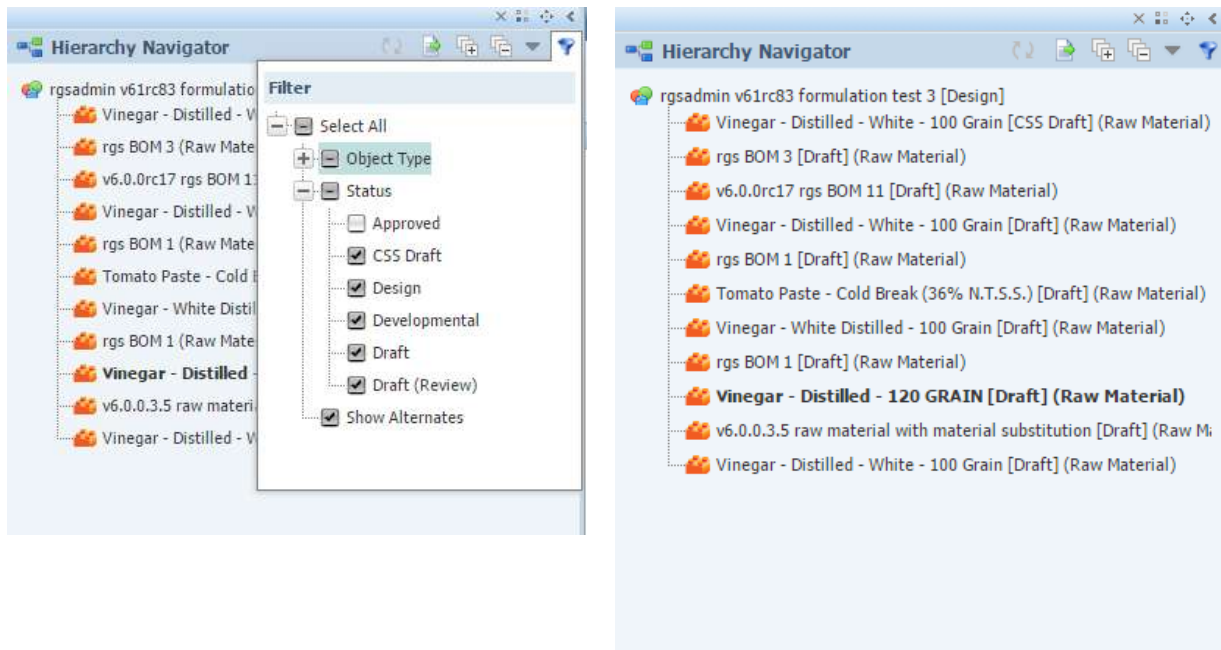 Hierarchy Navigator
rgsadmin v61rc83 formulatio
Vinegar - Distilled - W
rgs BOM 3 (Raw Mate
v6.0.0rc17 rgs BOM 11
Vinegar - Distilled - W
rgs BOM 1 (Raw Mate
Tomato Paste - Cold B
Vinegar - White Distil
rgs BOM 1 (Raw Mate
Vinegar - Distilled -
v6.0.0.3.5 raw materi
Vinegar - Distilled - W
Filter
Select All
Object Type
Status
Approved
CSS Draft
Design
Developmental
Draft
Draft (Review)
Show Alternates
Hierarchy Navigator
rgsadmin v61rc83 formulation test 3 [Design]
Vinegar - Distilled - White - 100 Grain [CSS Draft] (Raw Material)
rgs BOM 3 [Draft] (Raw Material)
v6.0.0rc17 rgs BOM 11 [Draft] (Raw Material)
Vinegar - Distilled - White - 100 Grain [Draft] (Raw Material)
rgs BOM 1 [Draft] (Raw Material)
Tomato Paste - Cold Break (36% N.T.S.S.) [Draft] (Raw Material)
Vinegar - White Distilled - 100 Grain [Draft] (Raw Material)
rgs BOM 1 [Draft] (Raw Material)
Vinegar - Distilled - 120 GRAIN [Draft] (Raw Material)
v6.0.0.3.5 raw material with material substitution [Draft] (Raw Ma
Vinegar - Distilled - White - 100 Grain [Draft] (Raw Material)